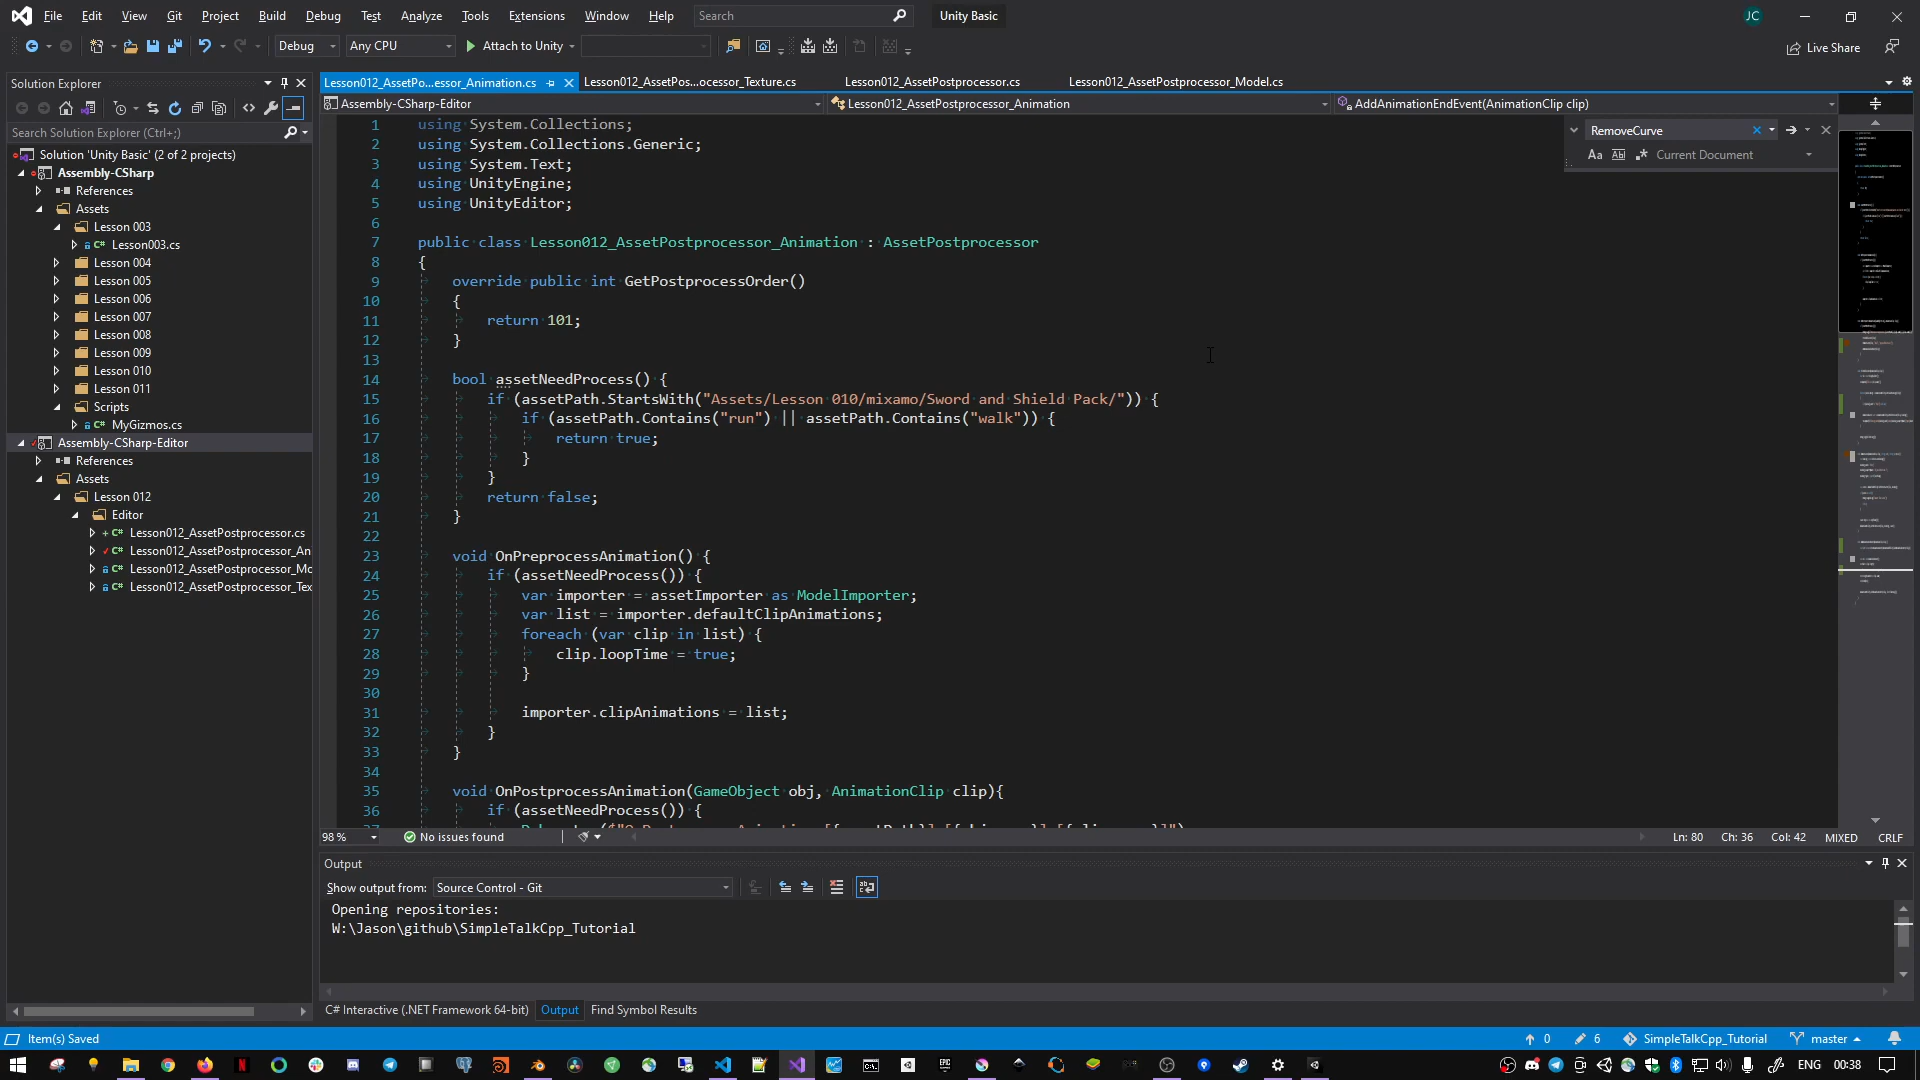 File Edit View Git Project Build Debug Test Analyze Tools Extensions Window Help Search Unity Basic JC
Debug Any CPU Attach to Unity Live Share
Solution Explorer
Search Solution Explorer (Ctrl+;)
Solution 'Unity Basic' (2 of 2 projects)
Assembly-CSharp
References
Assets
Lesson 003
Lesson003.cs
Lesson 004
Lesson 005
Lesson 006
Lesson 007
Lesson 008
Lesson 009
Lesson 010
Lesson 011
Scripts
MyGizmos.cs
Assembly-CSharp-Editor
References
Assets
Lesson 012
Editor
Lesson012_AssetPostprocessor.cs
Lesson012_AssetPostprocessor_An
Lesson012_AssetPostprocessor_Mo
Lesson012_AssetPostprocessor_Tex
Lesson012_AssetPo...essor_Animation.cs Lesson012_AssetPos...ocessor_Texture.cs Lesson012_AssetPostprocessor.cs Lesson012_AssetPostprocessor_Model.cs
Assembly-CSharp-Editor Lesson012_AssetPostprocessor_Animation AddAnimationEndEvent(AnimationClip clip)
RemoveCurve
Aa Ab Current Document
1 using System.Collections;
2 using System.Collections.Generic;
3 using System.Text;
4 using UnityEngine;
5 using UnityEditor;
6
7 public class Lesson012_AssetPostprocessor_Animation : AssetPostprocessor
8 {
9 override public int GetPostprocessOrder()
10 {
11 return 101;
12 }
13
14 bool assetNeedProcess() {
15 if (assetPath.StartsWith("Assets/Lesson 010/mixamo/Sword and Shield Pack/")) {
16 if (assetPath.Contains("run") || assetPath.Contains("walk")) {
17 return true;
18 }
19 }
20 return false;
21 }
22
23 void OnPreprocessAnimation() {
24 if (assetNeedProcess()) {
25 var importer = assetImporter as ModelImporter;
26 var list = importer.defaultClipAnimations;
27 foreach (var clip in list) {
28 clip.loopTime = true;
29 }
30
31 importer.clipAnimations = list;
32 }
33 }
34
35 void OnPostprocessAnimation(GameObject obj, AnimationClip clip){
36 if (assetNeedProcess()) {
98 % No issues found Ln: 80 Ch: 36 Col: 42 MIXED CRLF
Output
Show output from: Source Control - Git
Opening repositories:
W:\Jason\github\SimpleTalkCpp_Tutorial
C# Interactive (.NET Framework 64-bit) Output Find Symbol Results
Item(s) Saved 0 6 SimpleTalkCpp_Tutorial master
ENG 00:38